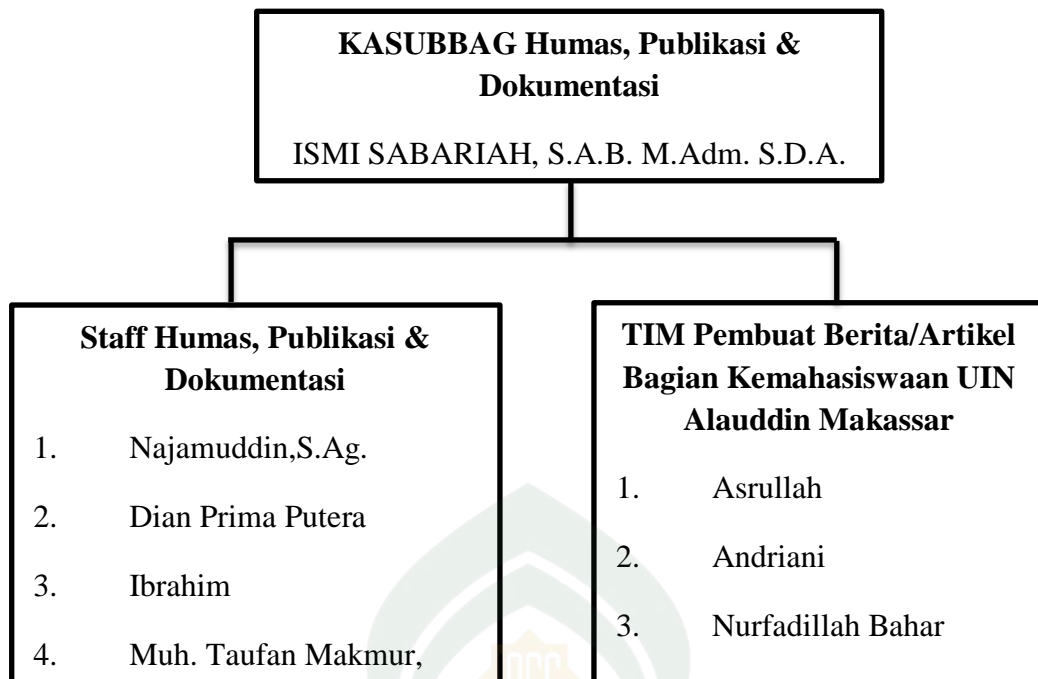 KASUBBAG Humas, Publikasi &
Dokumentasi
ISMI SABARIAH, S.A.B. M.Adm. S.D.A.
Staff Humas, Publikasi &
Dokumentasi
1. Najamuddin,S.Ag.
2. Dian Prima Putera
3. Ibrahim
4. Muh. Taufan Makmur,
TIM Pembuat Berita/Artikel
Bagian Kemahasiswaan UIN
Alauddin Makassar
1. Asrullah
2. Andriani
3. Nurfadillah Bahar